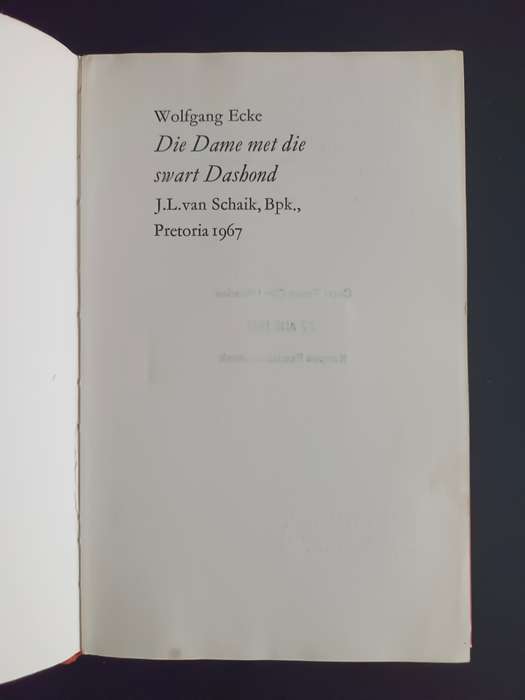 Wolfgang Ecke
Die Dame met die
swart Dashond
J.L.van Schaik, Bpk.,
Pretoria 1967